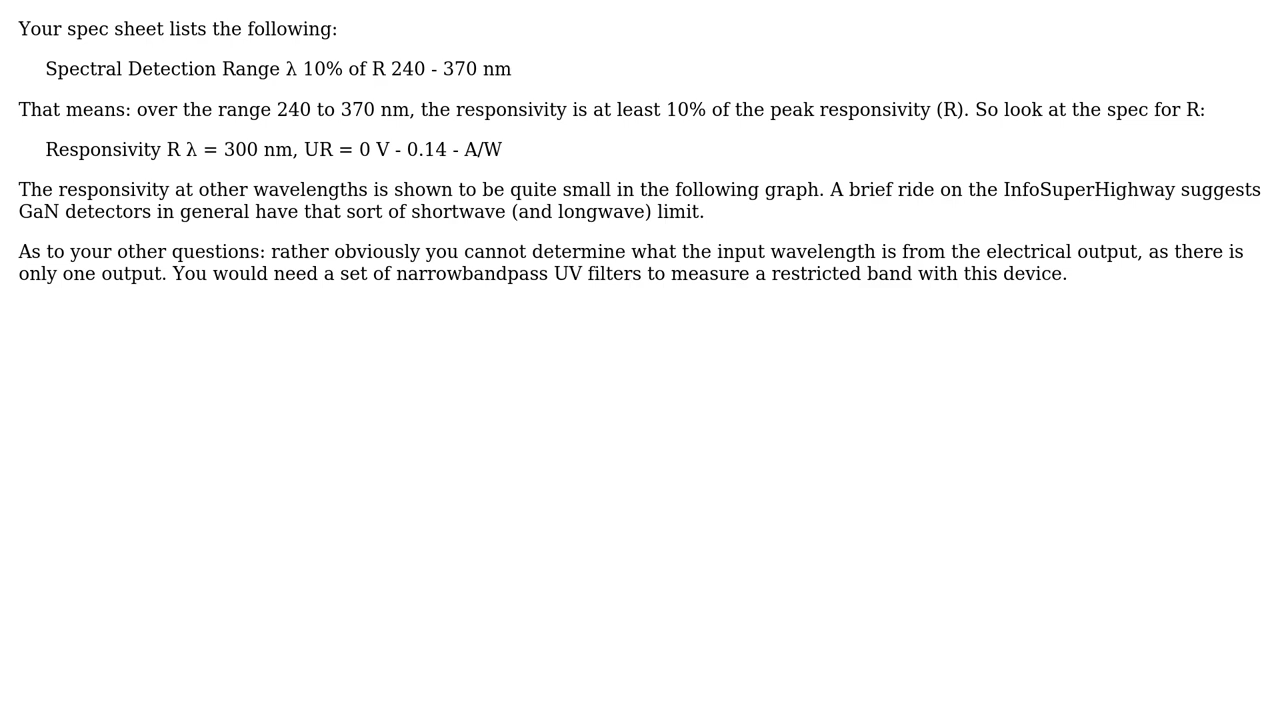 Your spec sheet lists the following:
Spectral Detection Range λ 10% of R 240 - 370 nm
That means: over the range 240 to 370 nm, the responsivity is at least 10% of the peak responsivity (R). So look at the spec for R:
Responsivity R λ = 300 nm, UR = 0 V - 0.14 - A/W
The responsivity at other wavelengths is shown to be quite small in the following graph. A brief ride on the InfoSuperHighway suggests
GaN detectors in general have that sort of shortwave (and longwave) limit.
As to your other questions: rather obviously you cannot determine what the input wavelength is from the electrical output, as there is
only one output. You would need a set of narrowbandpass UV filters to measure a restricted band with this device.